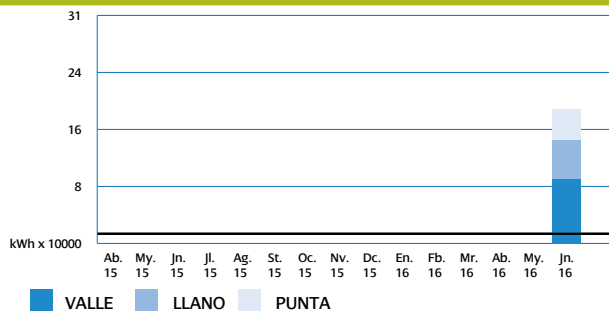 31
24
16
8
kWh x 10000
Ab. My. Jn. Jl. Ag. St. Oc. Nv. Dc. En. Fb. Mr. Ab. My. Jn.
15 15 15 15 15 15 15 15 15 16 16 16 16 16 16
VALLE LLANO PUNTA